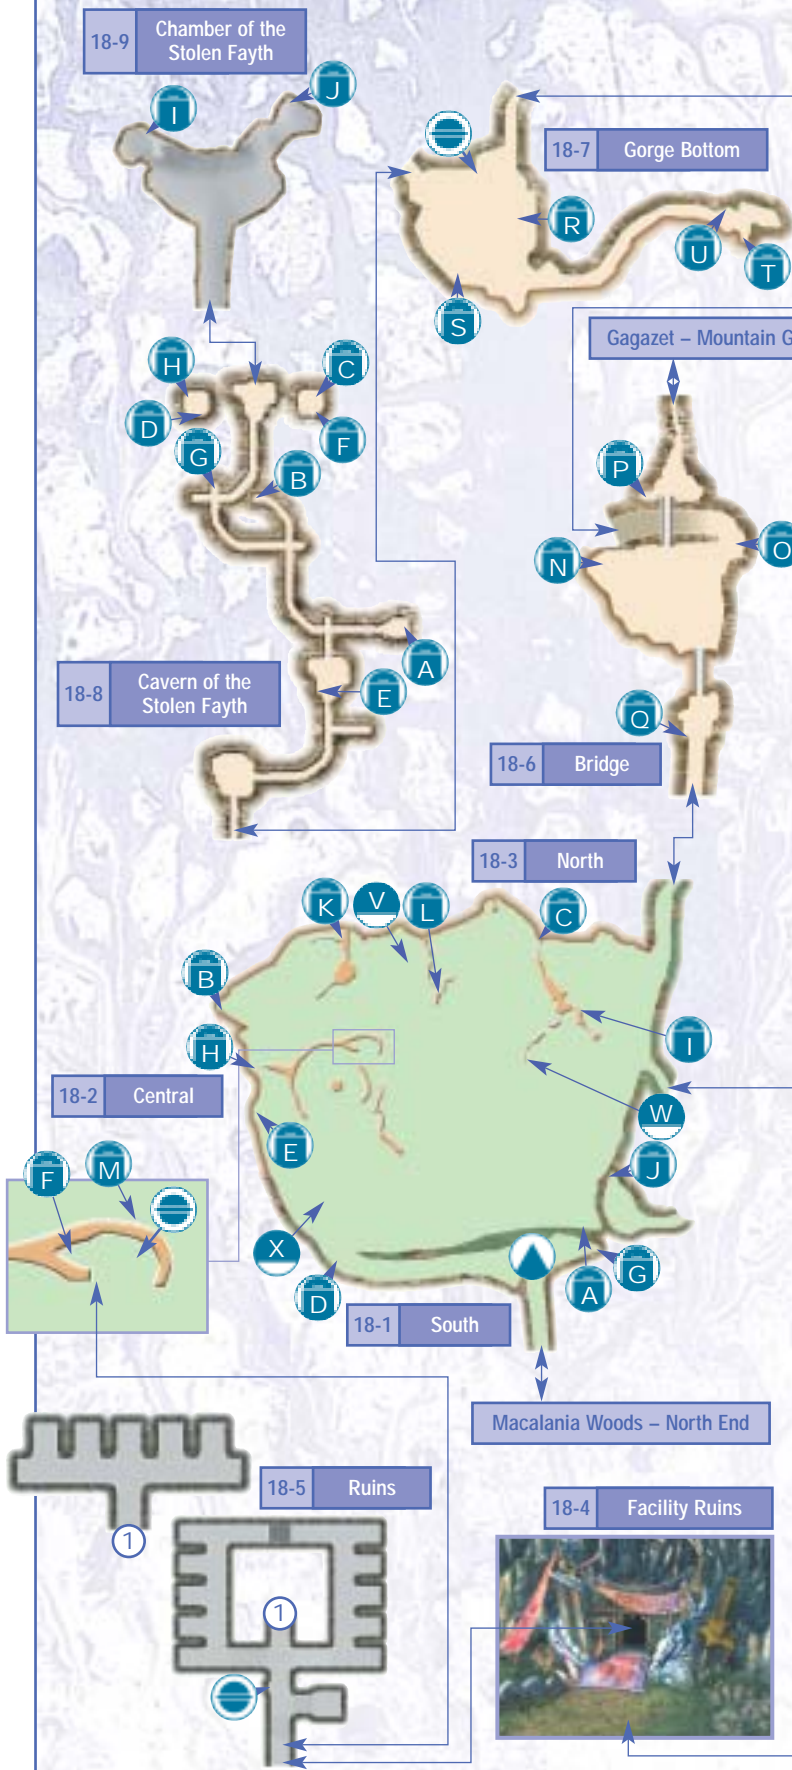 18-9
Chamber of the
Stolen Fayth
J
I
18-7
Gorge Bottom
R
U
T
S
Gagazet – Mountain G
H
C
D
F
G
B
P
O
N
A
18-8
Cavern of the
Stolen Fayth
E
Q
18-6
Bridge
18-3
North
K
V
L
C
B
I
H
18-2
Central
W
E
J
F
M
X
G
D
A
18-1
South
Macalania Woods – North End
18-5
Ruins
18-4
Facility Ruins
1
1